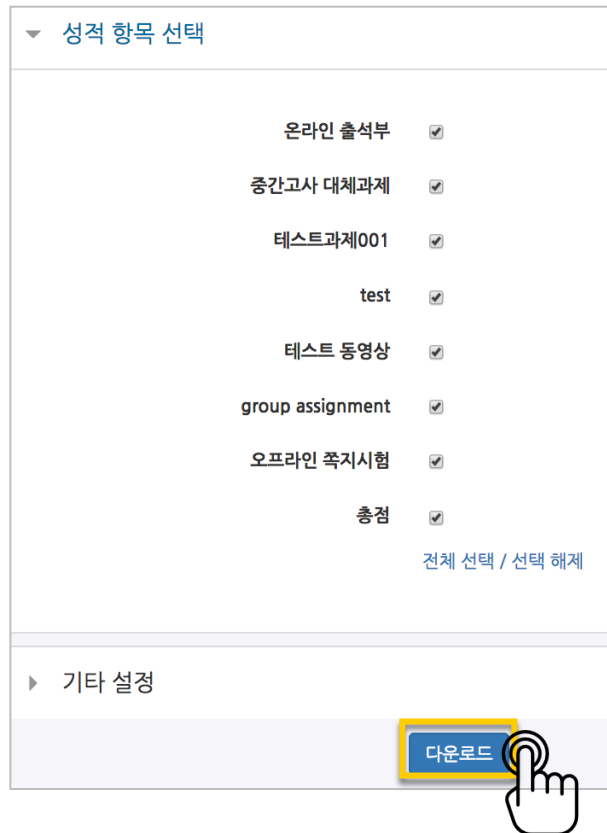 성적 항목 선택
온라인 출석부
중간고사 대체과제
테스트과제001
test
테스트 동영상
group assignment
오프라인 쪽지시험
총점
전체 선택 / 선택 해제
기타 설정
다운로드